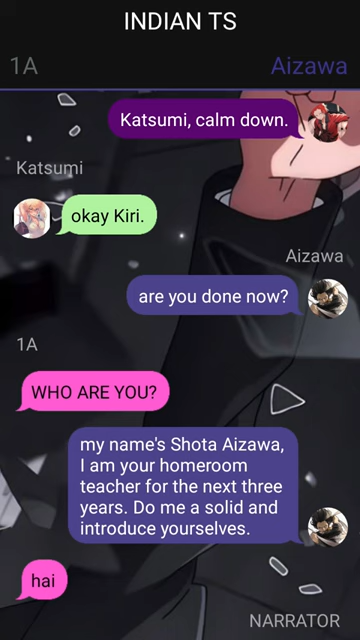 INDIAN TS
1A
Aizawa
Katsumi, calm down.
Katsumi
okay Kiri.
Aizawa
are you done now?
1A
WHO ARE YOU?
my name's Shota Aizawa,
I am your homeroom
teacher for the next three
years. Do me a solid and
introduce yourselves.
hai
NARRATOR